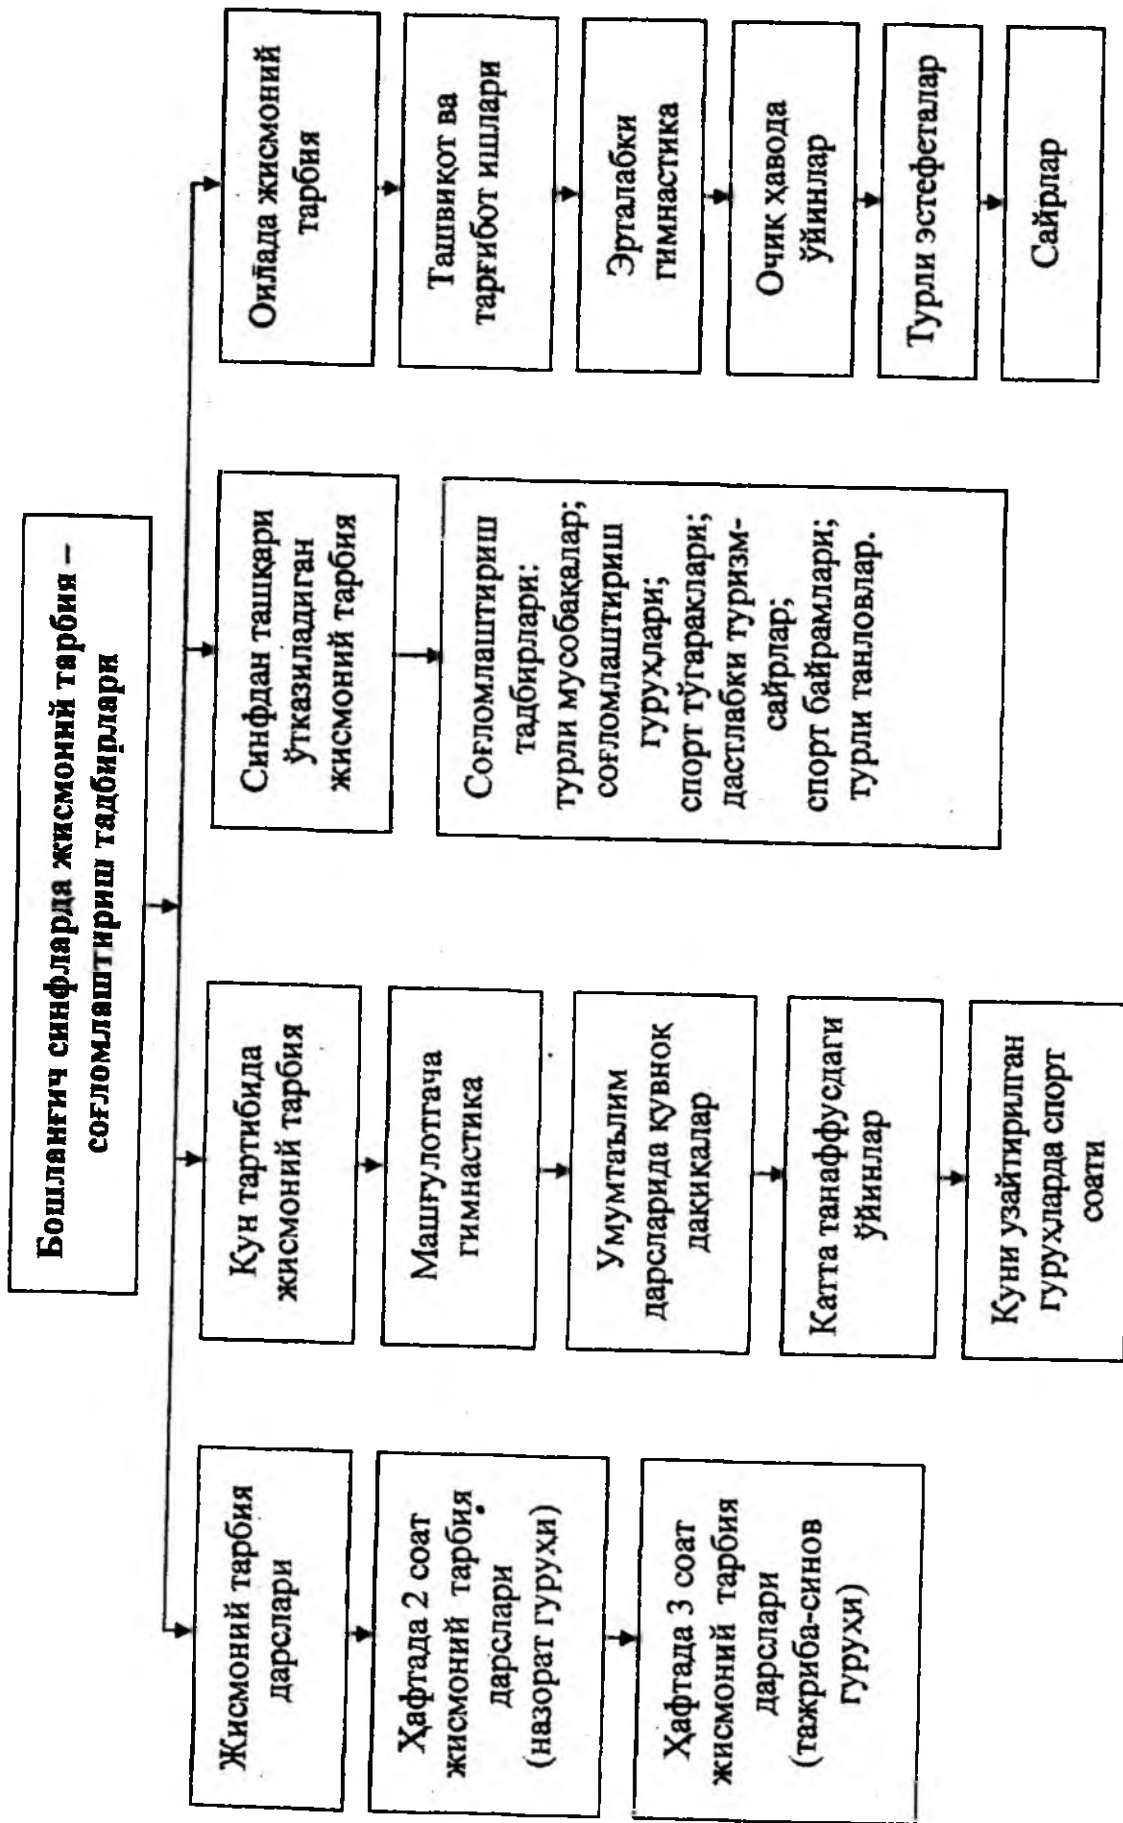 Бошланғич синфларда жисмоний тарбия –
соғломлаштириш тадбирлари
Жисмоний тарбия
дарслари
Ҳафтада 2 соат
жисмоний тарбия
дарслари
(назорат гуруҳи)
Ҳафтада 3 соат
жисмоний тарбия
дарслари
(тажриба-синов
гуруҳи)
Кун тартибида
жисмоний тарбия
Машғулотгача
гимнастика
Умумтаълим
дарсларида қувноқ
дақиқалар
Катта танаффусдаги
ўйинлар
Куни узайтирилган
гуруҳларда спорт
соати
Синфдан ташқари
ўтказиладиган
жисмоний тарбия
Соғломлаштириш
тадбирлари:
турли мусобақалар;
соғломлаштириш
гуруҳлари;
спорт тўгараклари;
дастлабки туризм-
сайрлар;
спорт байрамлари;
турли танловлар.
Оилада жисмоний
тарбия
Ташвиқот ва
тарғибот ишлари
Эрталабки
гимнастика
Очиқ ҳавода
ўйинлар
Турли эстефеталар
Сайрлар